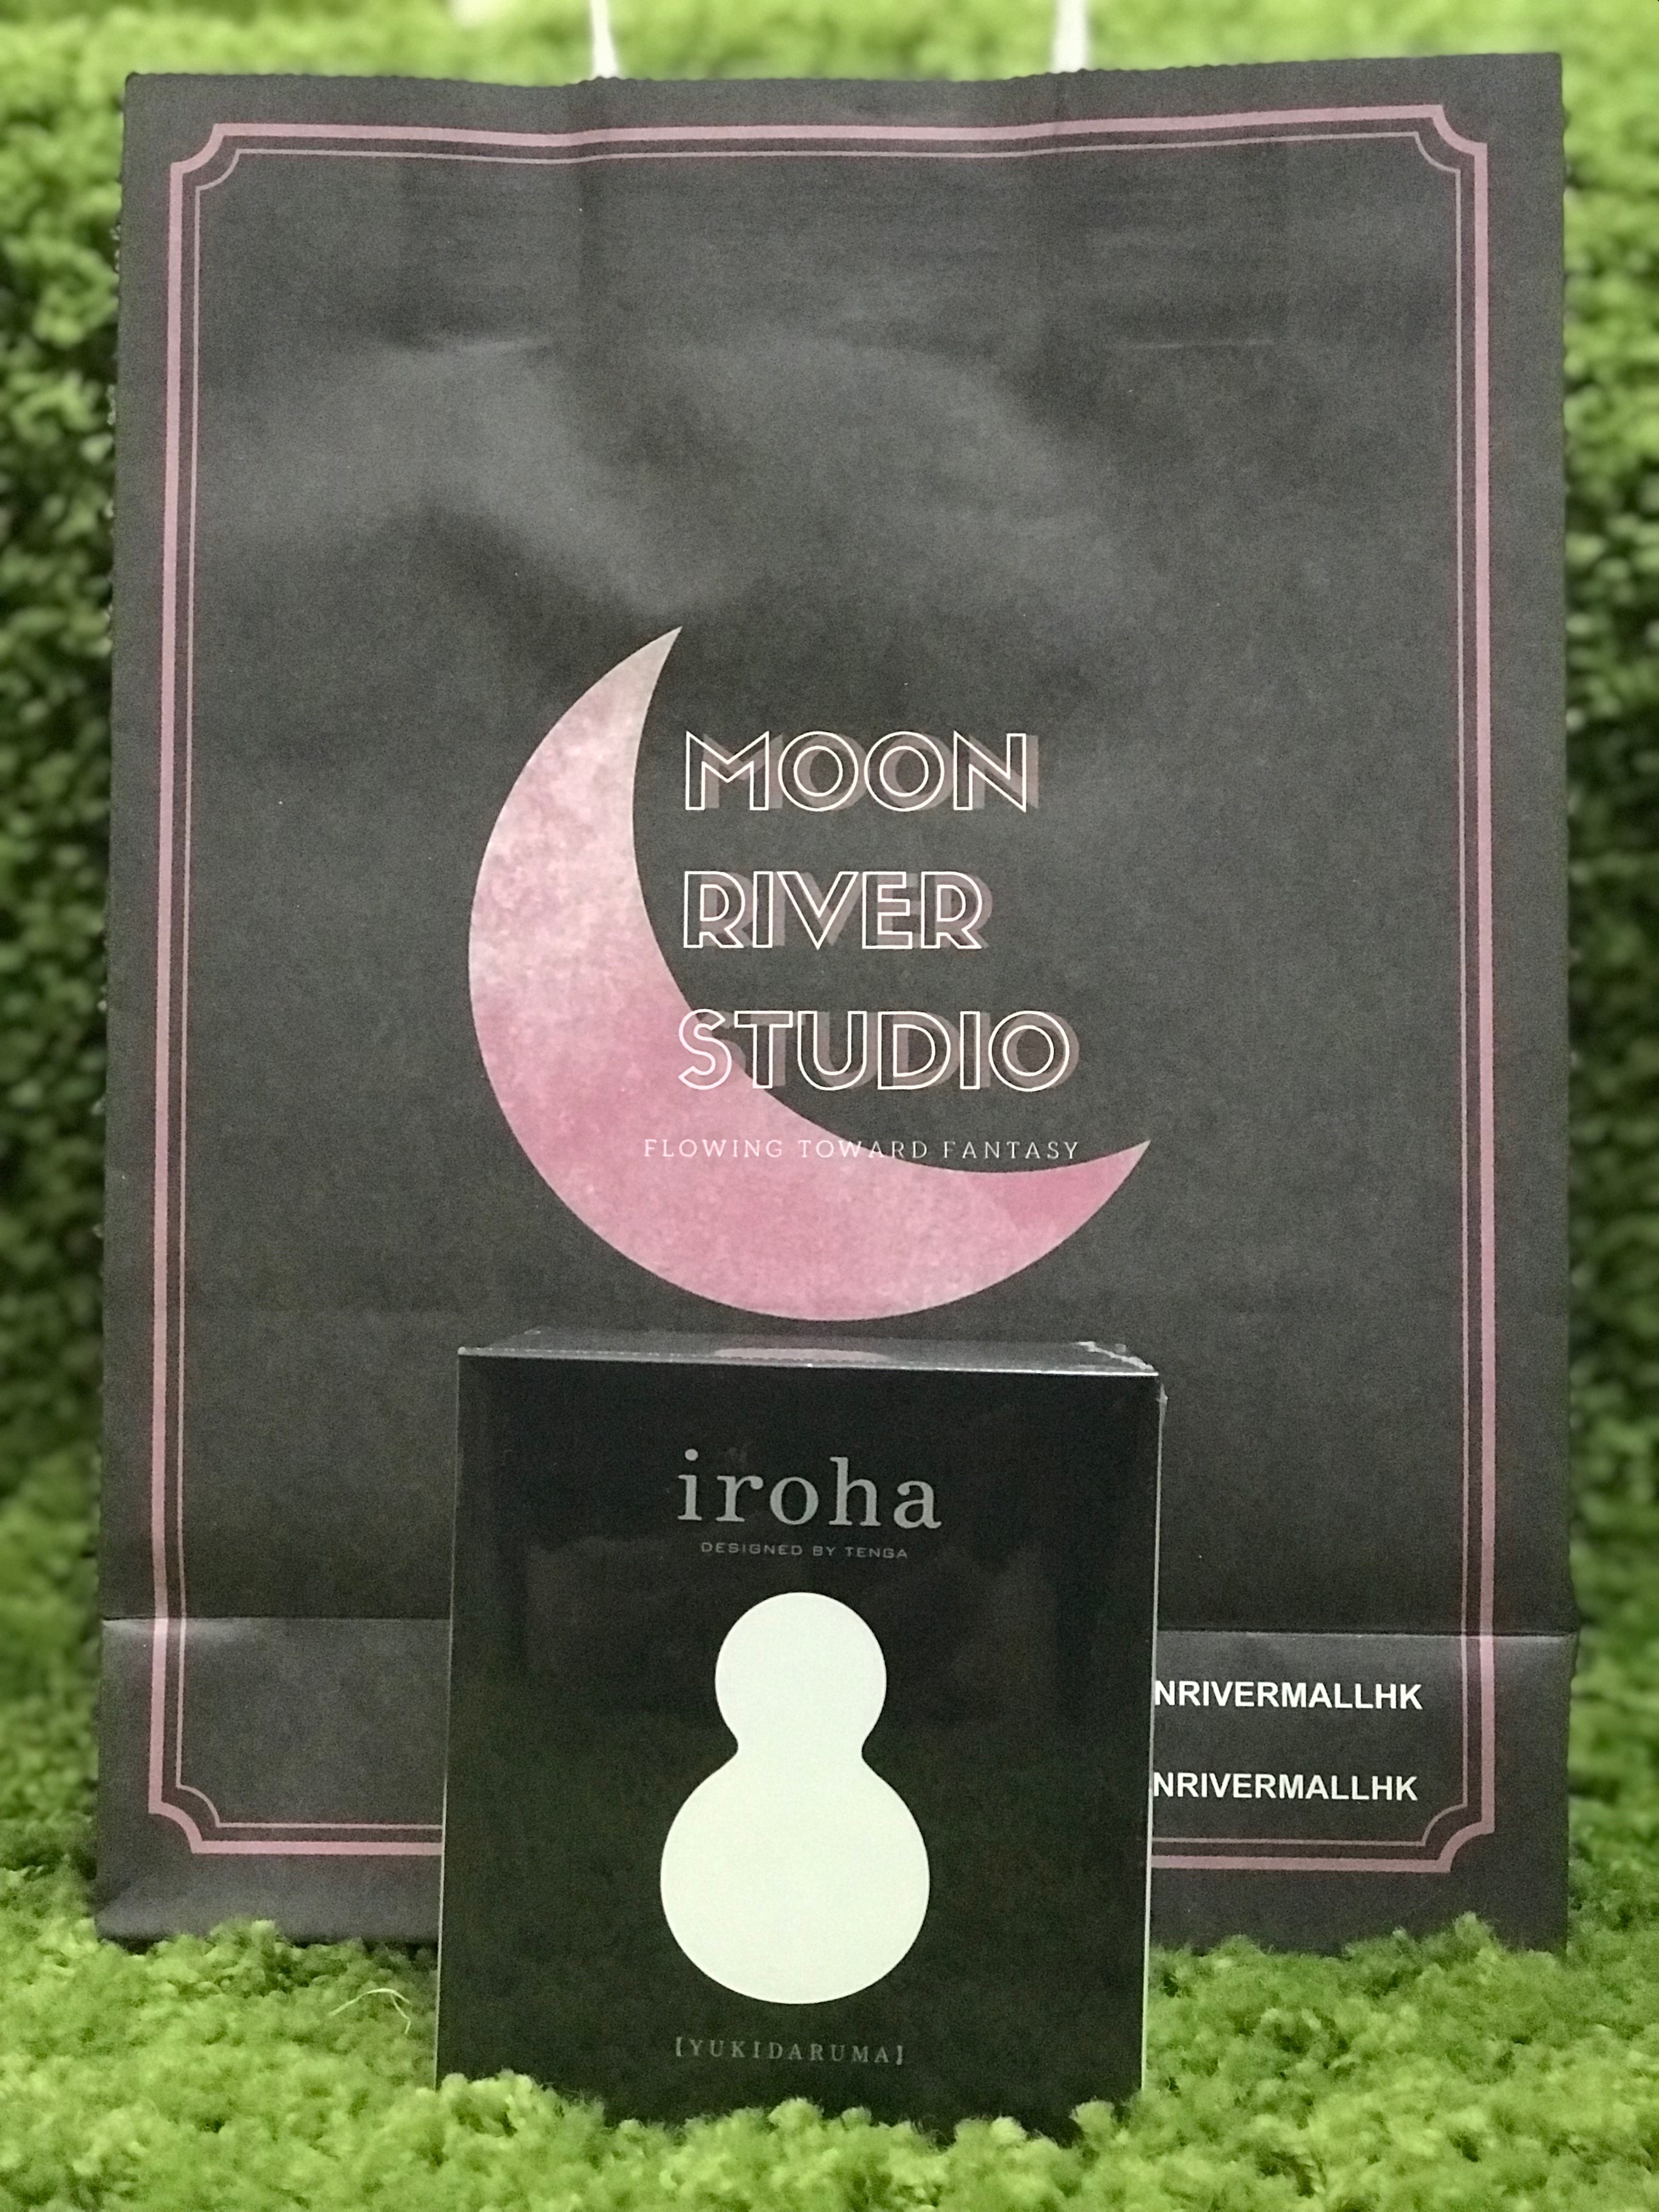 MOON
RIVER
STUDIO
FLOWING TOWARD FANTASY
iroha
DESIGNED BY TENGA
NRIVERMALLHK
NRIVERMALLHK
【YUKIDARUMA】